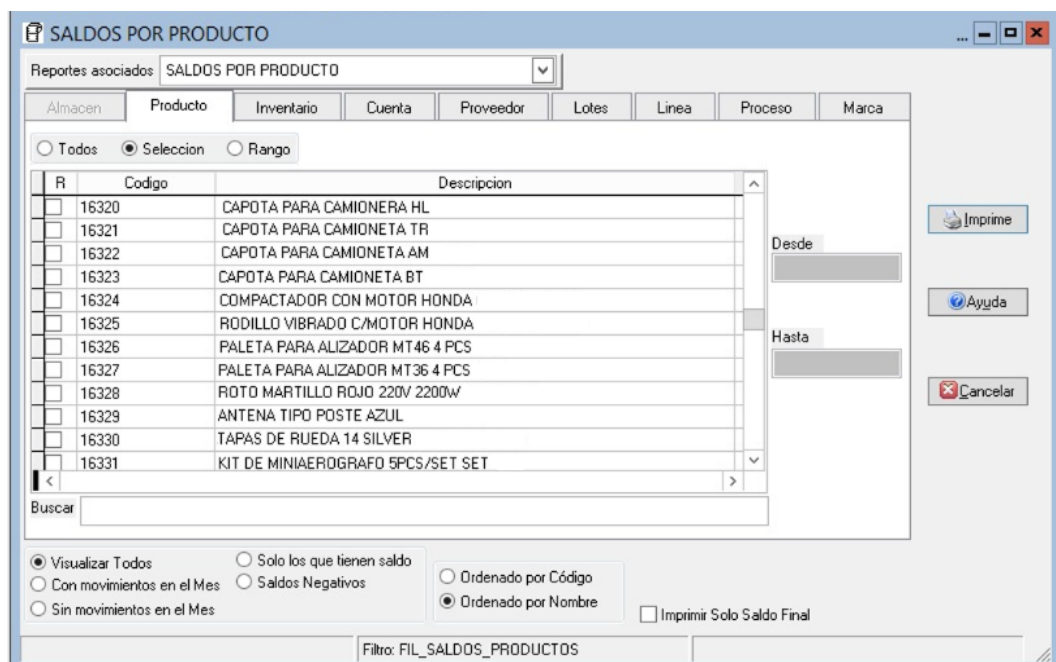 SALDOS POR PRODUCTO
...
Reportes asociados SALDOS POR PRODUCTO
Almacen Producto Inventario Cuenta Proveedor Lotes Linea Proceso Marca
Todos Seleccion Rango
R Codigo Descripcion
16320 CAPOTA PARA CAMIONERA HL
16321 CAPOTA PARA CAMIONETA TR
16322 CAPOTA PARA CAMIONETA AM
16323 CAPOTA PARA CAMIONETA BT
16324 COMPACTADOR CON MOTOR HONDA
16325 RODILLO VIBRADO C/MOTOR HONDA
16326 PALETA PARA ALIZADOR MT46 4 PCS
16327 PALETA PARA ALIZADOR MT36 4 PCS
16328 ROTO MARTILLO ROJO 220V 2200W
16329 ANTENA TIPO POSTE AZUL
16330 TAPAS DE RUEDA 14 SILVER
16331 KIT DE MINIAEROGRAFO 5PCS/SET SET
Buscar
Desde
Hasta
Imprime
Ayuda
Cancelar
Visualizar Todos Solo los que tienen saldo
Con movimientos en el Mes Saldos Negativos
Sin movimientos en el Mes
Ordenado por Código
Ordenado por Nombre
Imprimir Solo Saldo Final
Filtro: FIL_SALDOS_PRODUCTOS